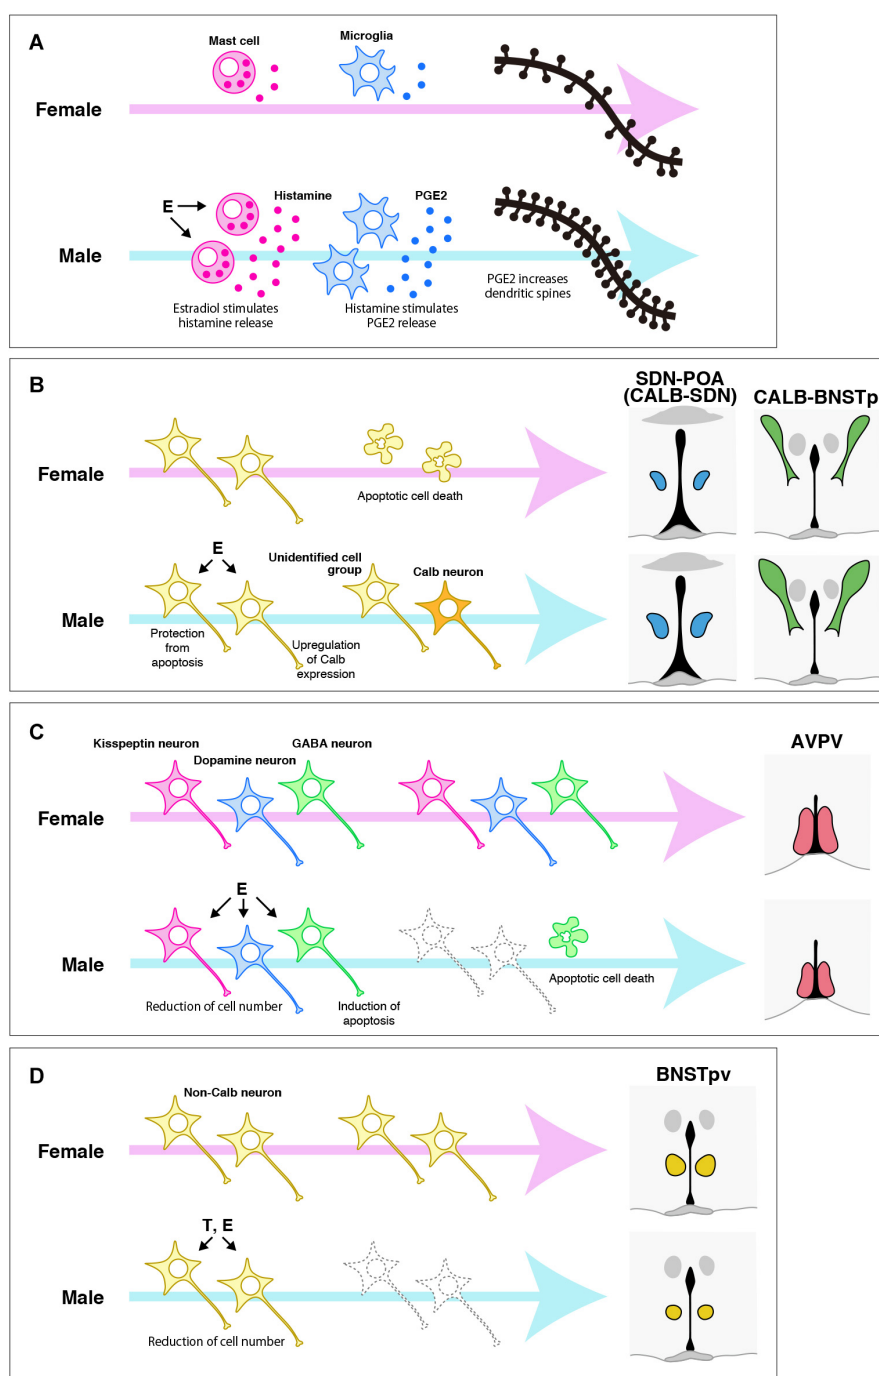 A
Mast cell
Microglia
Female
E
Histamine
PGE2
Male
PGE2 increases
dendritic spines
Estradiol stimulates
histamine release
Histamine stimulates
PGE2 release
B
SDN-POA
(CALB-SDN)
CALB-BNSTp
Female
Apoptotic cell death
E
Unidentified cell
group
Calb neuron
Male
Protection
from
apoptosis
Upregulation
of Calb
expression
C
Kisspeptin neuron
Dopamine neuron
GABA neuron
AVPV
Female
E
Male
Apoptotic cell death
Reduction of cell number
Induction of
apoptosis
D
Non-Calb neuron
BNSTpv
Female
T, E
Male
Reduction of cell number